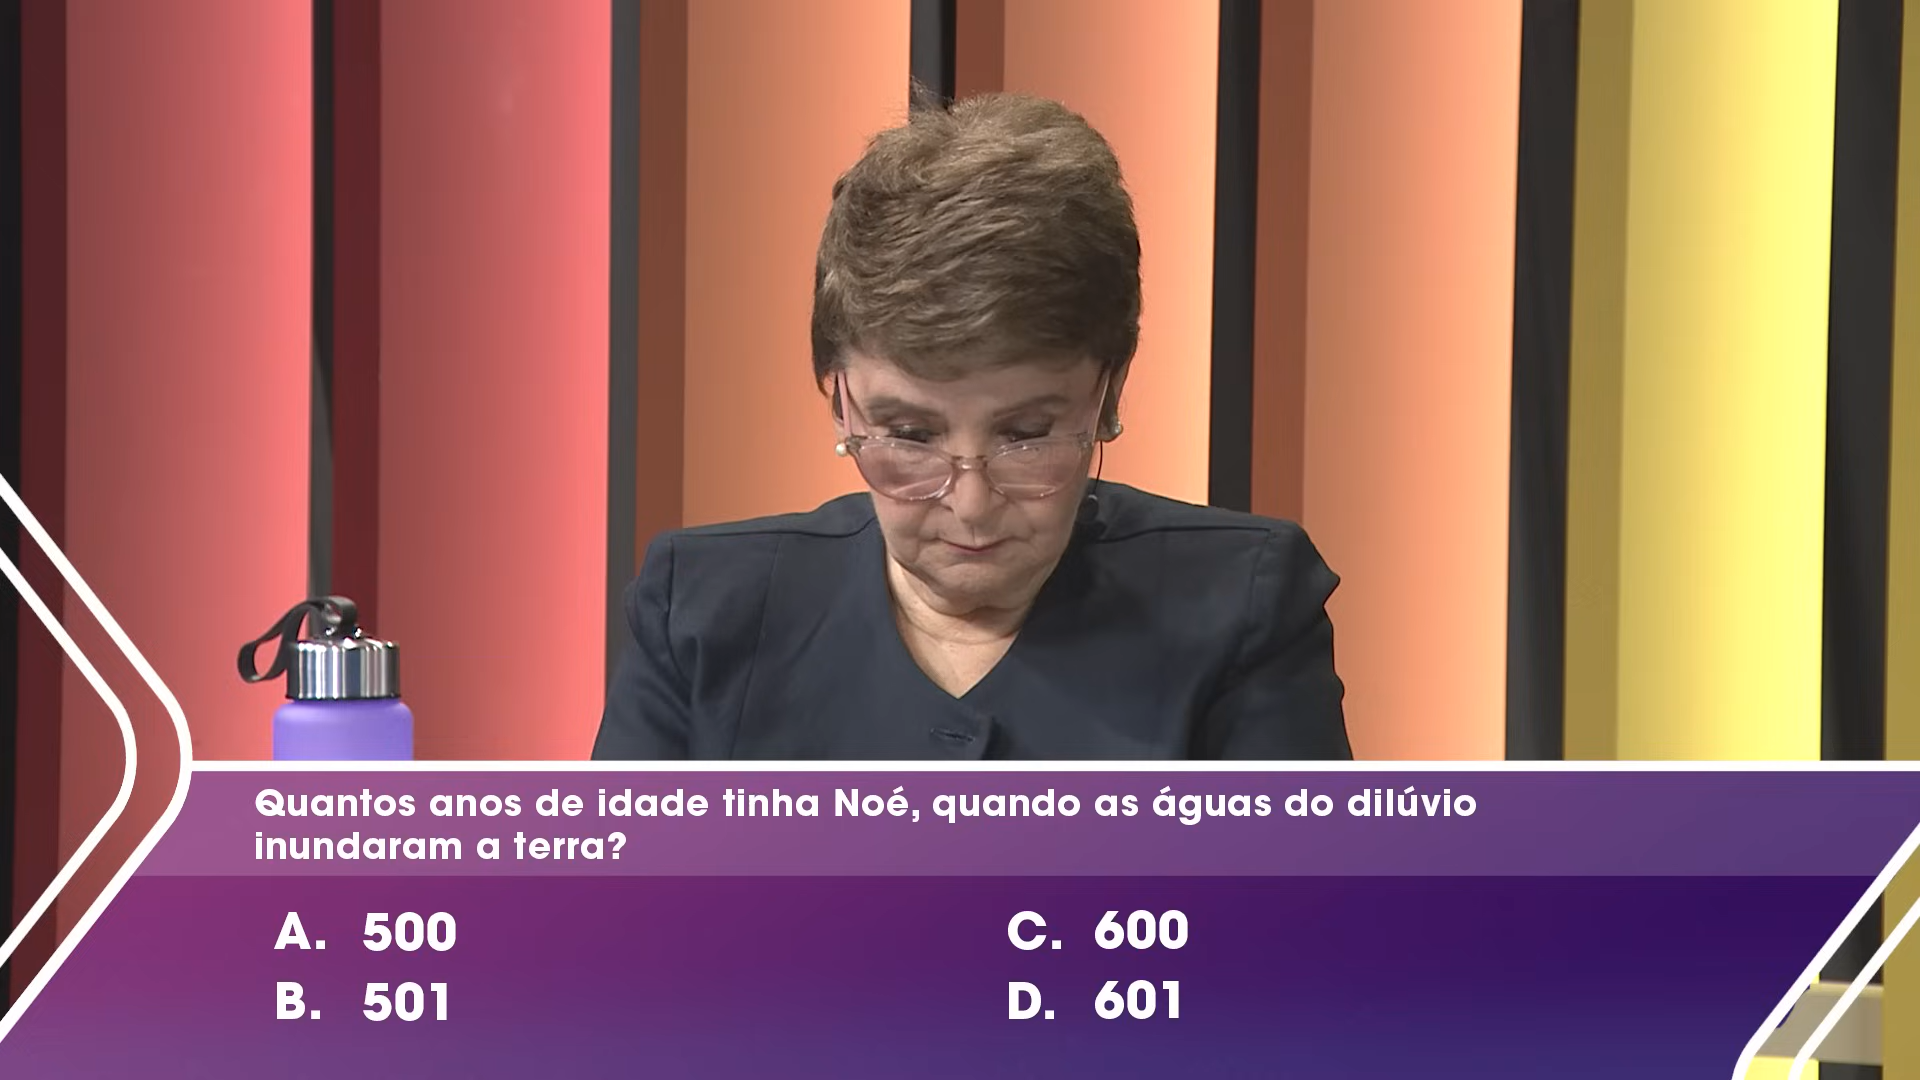 Quantos anos de idade tinha Noé, quando as águas do dilúvio
inundaram a terra?
A. 500
B. 501
C. 600
D. 601